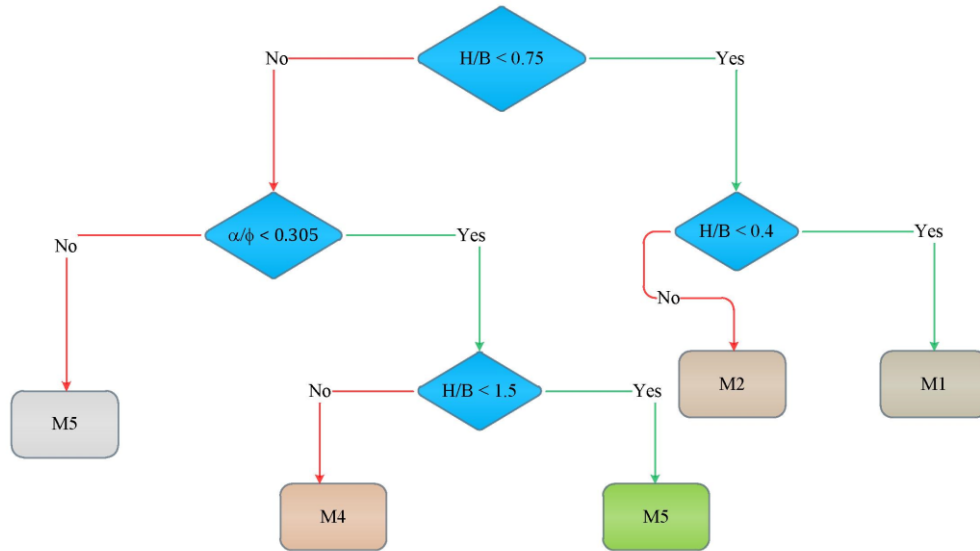 H/B < 0.75
No
Yes
α/ϕ < 0.305
H/B < 0.4
No
Yes
Yes
No
H/B < 1.5
No
Yes
M2
M1
M5
M4
M5